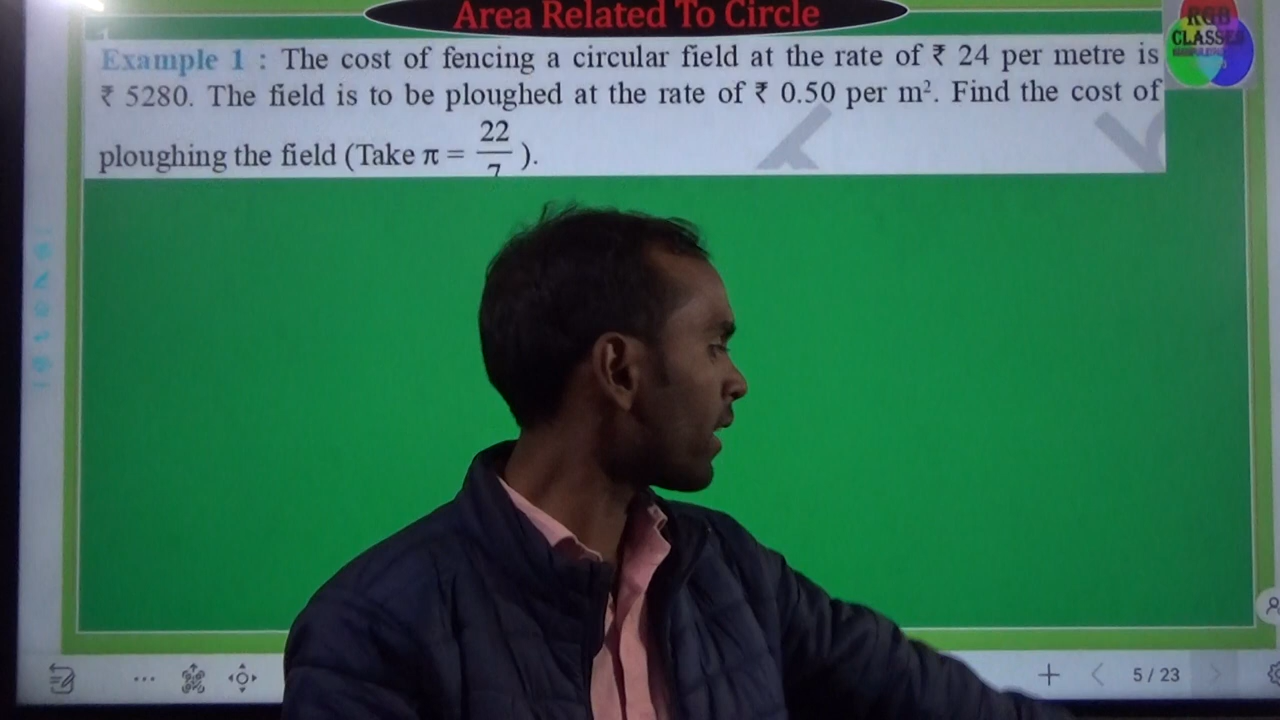 Area Related To Circle
RGB
CLASSES
Example 1 : The cost of fencing a circular field at the rate of ₹ 24 per metre is
₹ 5280. The field is to be ploughed at the rate of ₹ 0.50 per m². Find the cost of
ploughing the field (Take π = 22/7 ).
5 / 23